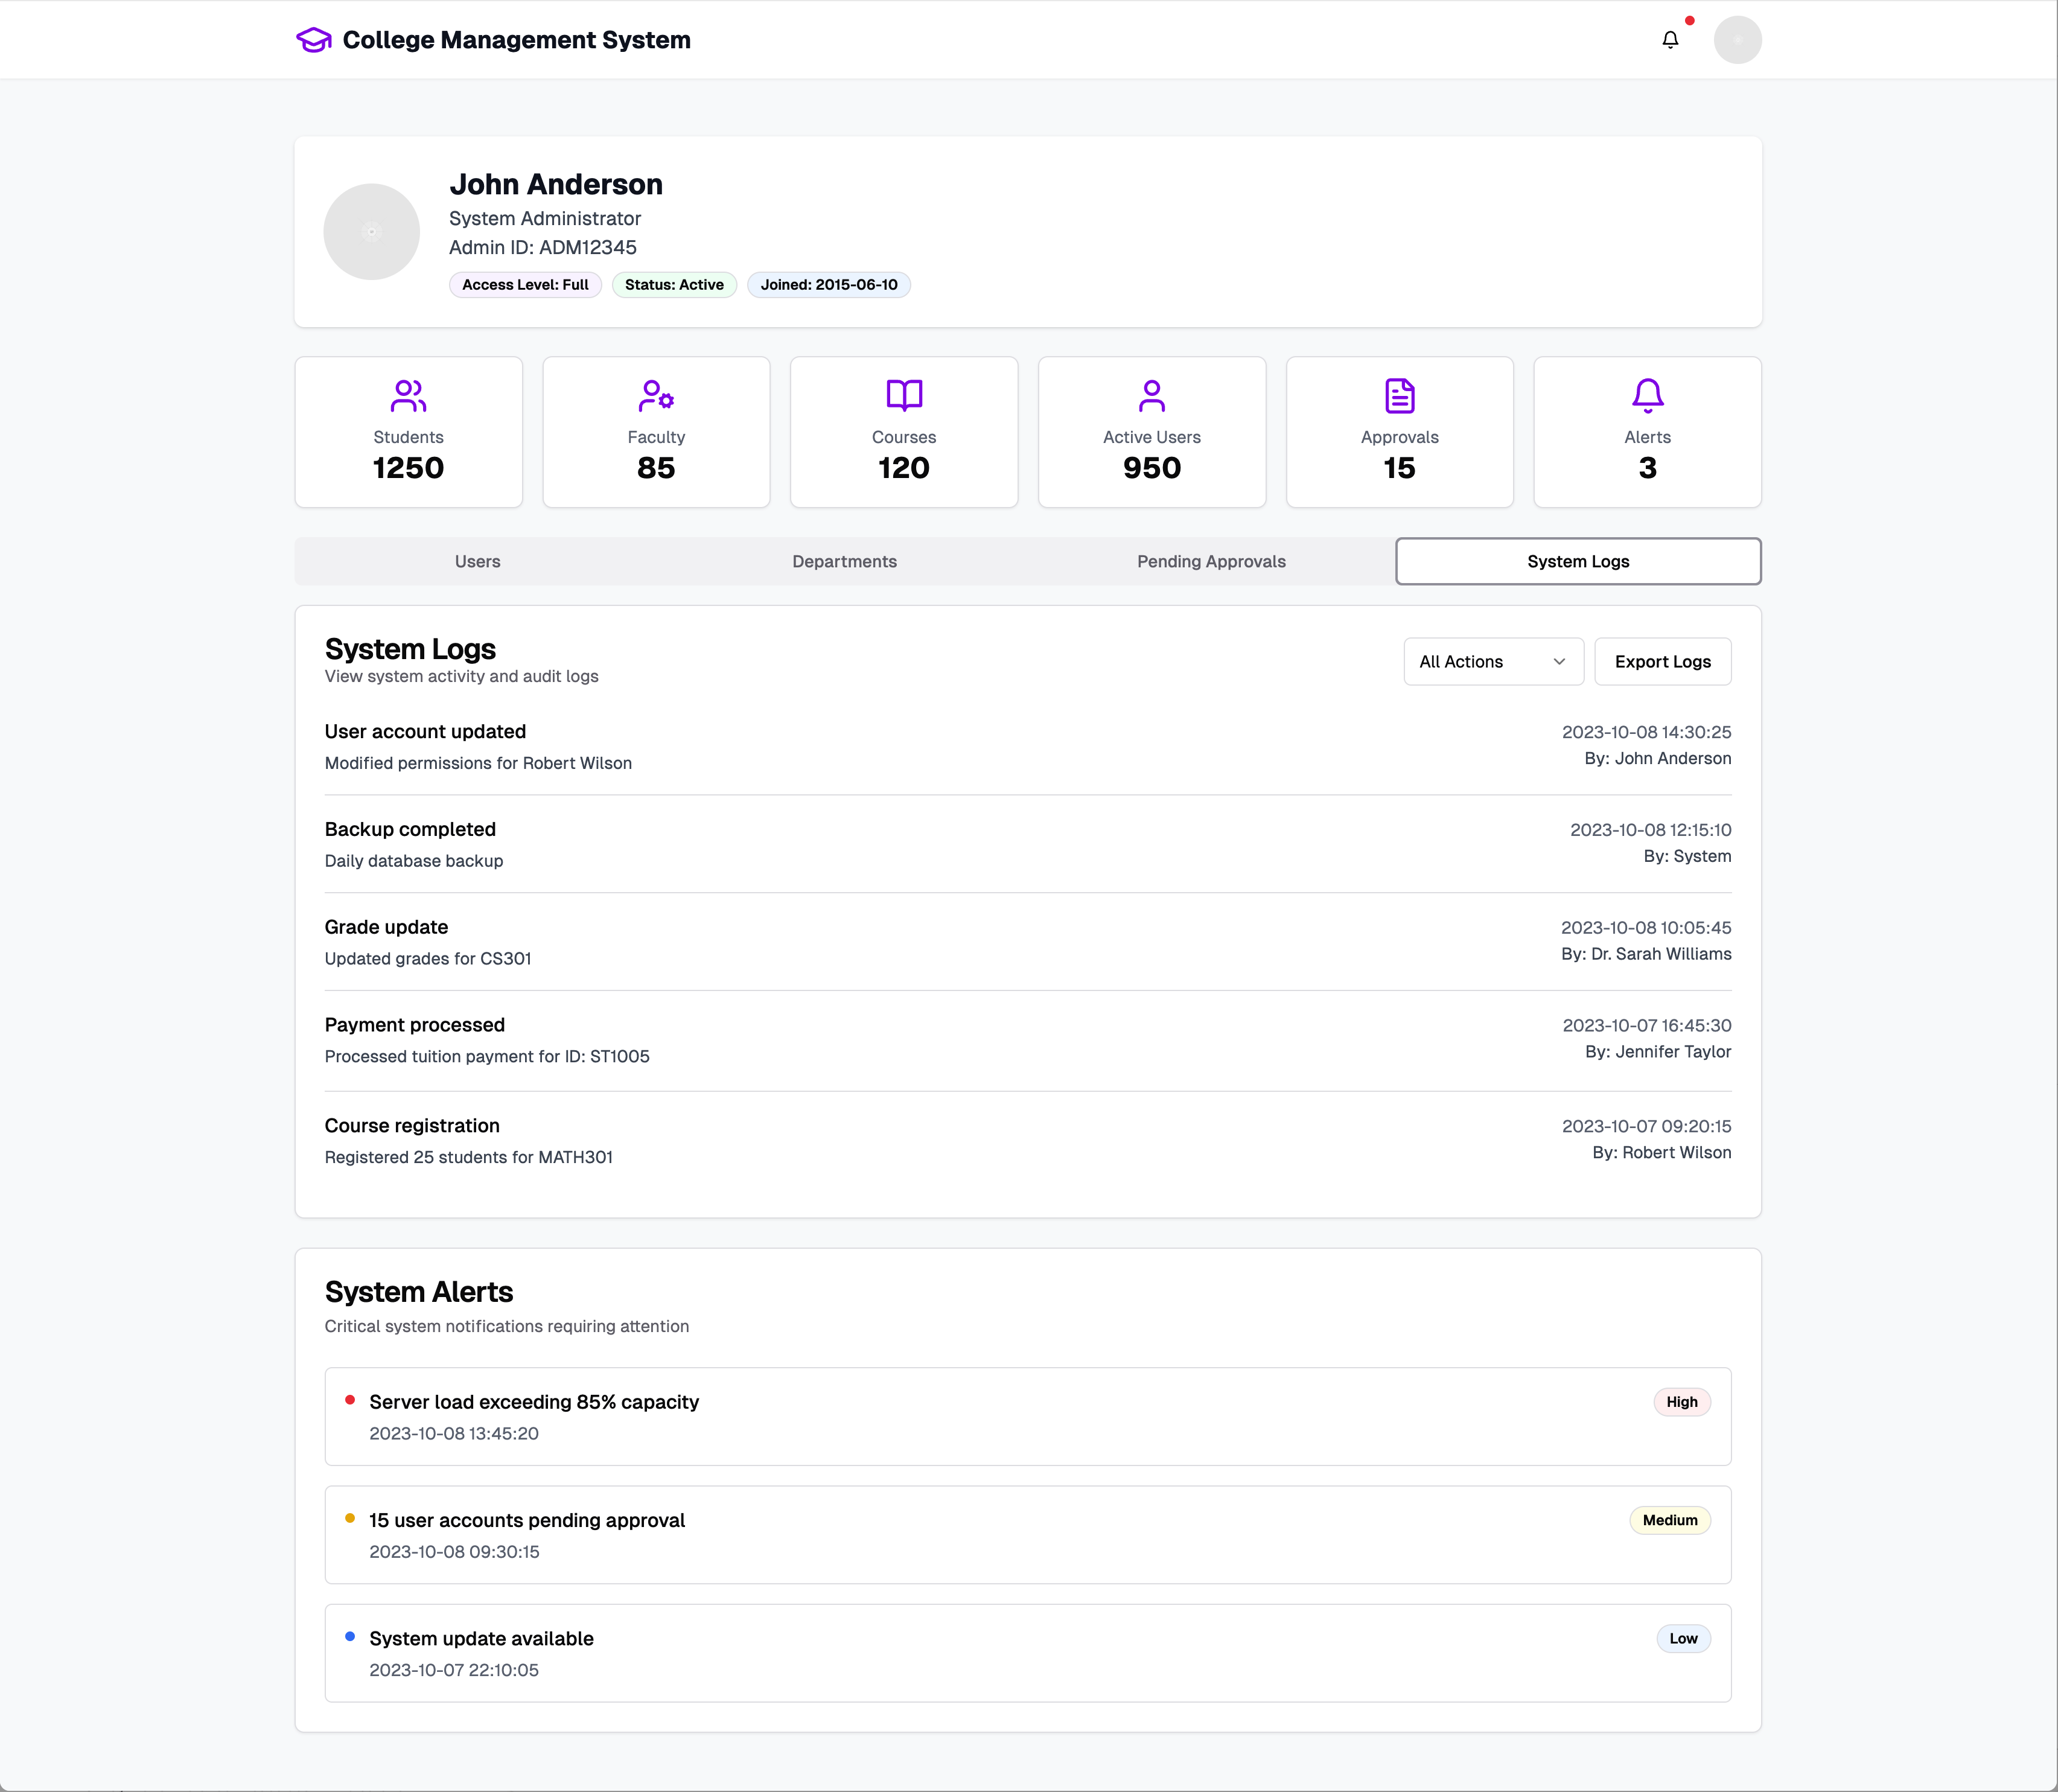 College Management System
John Anderson
System Administrator
Admin ID: ADM12345
Access Level: Full
Status: Active
Joined: 2015-06-10
Students
1250
Faculty
85
Courses
120
Active Users
950
Approvals
15
Alerts
3
Users
Departments
Pending Approvals
System Logs
System Logs
View system activity and audit logs
All Actions
Export Logs
User account updated
Modified permissions for Robert Wilson
2023-10-08 14:30:25
By: John Anderson
Backup completed
Daily database backup
2023-10-08 12:15:10
By: System
Grade update
Updated grades for CS301
2023-10-08 10:05:45
By: Dr. Sarah Williams
Payment processed
Processed tuition payment for ID: ST1005
2023-10-07 16:45:30
By: Jennifer Taylor
Course registration
Registered 25 students for MATH301
2023-10-07 09:20:15
By: Robert Wilson
System Alerts
Critical system notifications requiring attention
Server load exceeding 85% capacity
2023-10-08 13:45:20
High
15 user accounts pending approval
2023-10-08 09:30:15
Medium
System update available
2023-10-07 22:10:05
Low